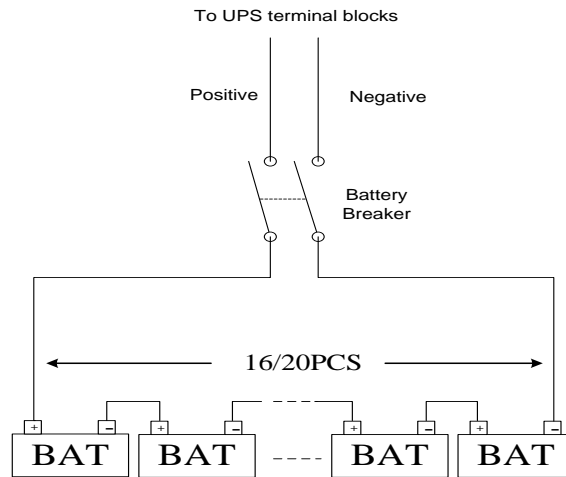 To UPS terminal blocks
Positive
Negative
Battery
Breaker
16/20PCS
+ − + − + − + −
BAT BAT BAT BAT